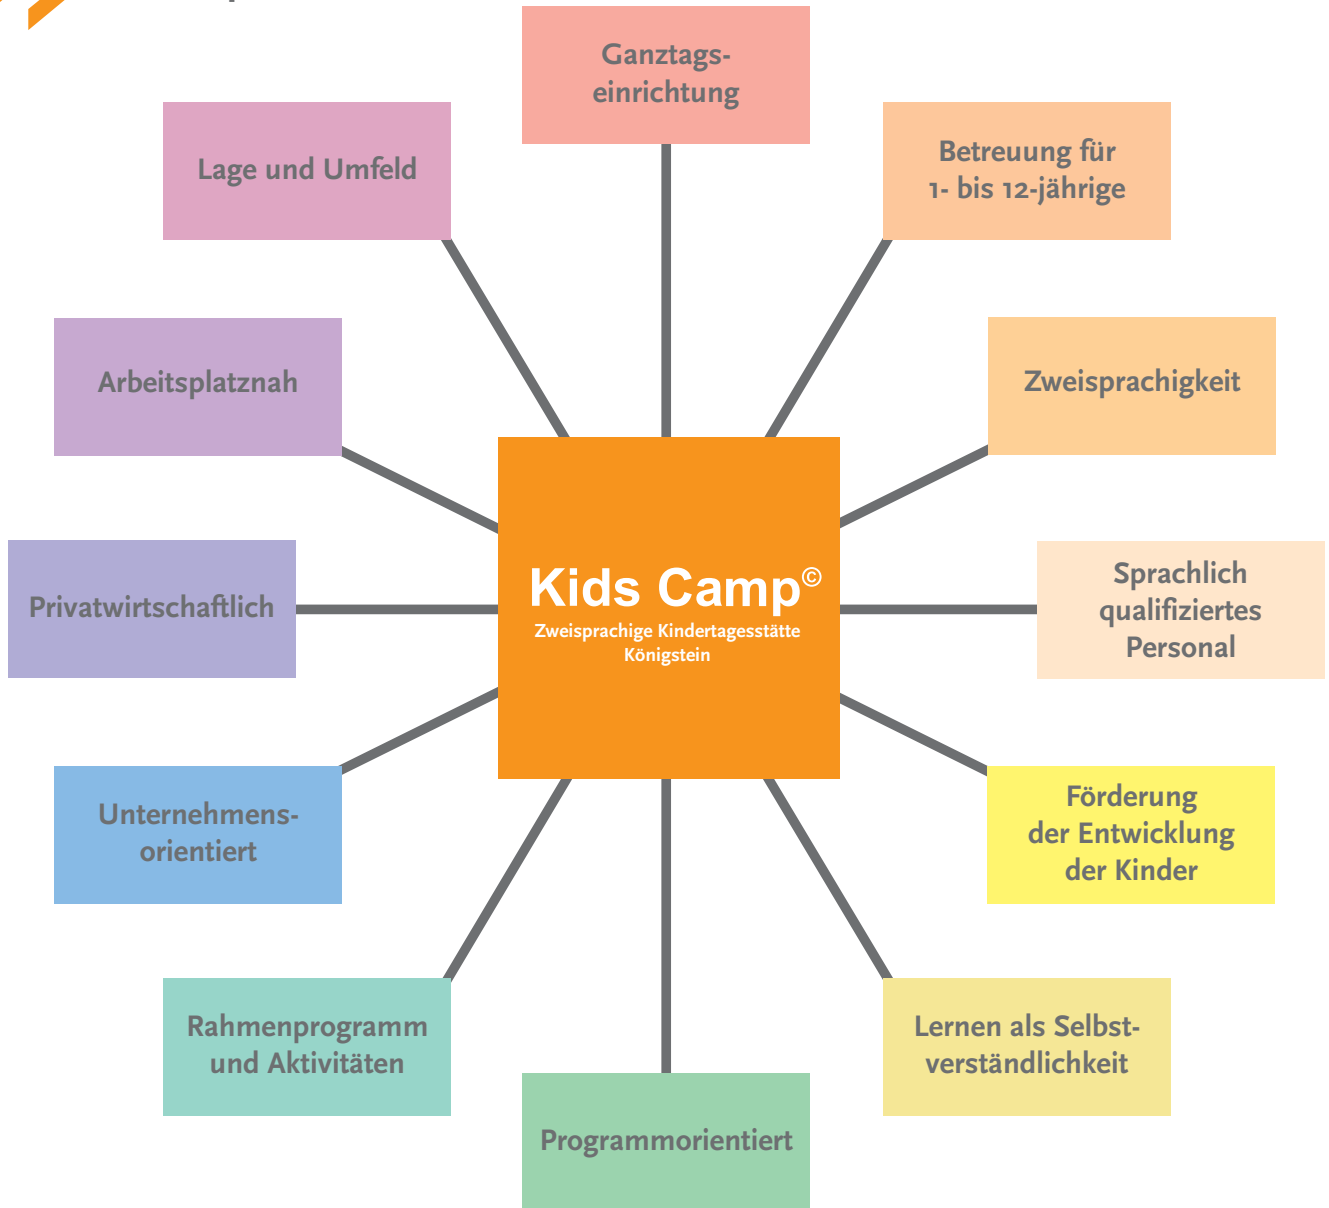 Ganztags-
einrichtung
Betreuung für
1- bis 12-jährige
Lage und Umfeld
Zweisprachigkeit
Arbeitsplatznah
Sprachlich
qualifiziertes
Personal
Kids Camp©
Zweisprachige Kindertagesstätte
Königstein
Privatwirtschaftlich
Förderung
der Entwicklung
der Kinder
Unternehmens-
orientiert
Lernen als Selbst-
verständlichkeit
Rahmenprogramm
und Aktivitäten
Programmorientiert